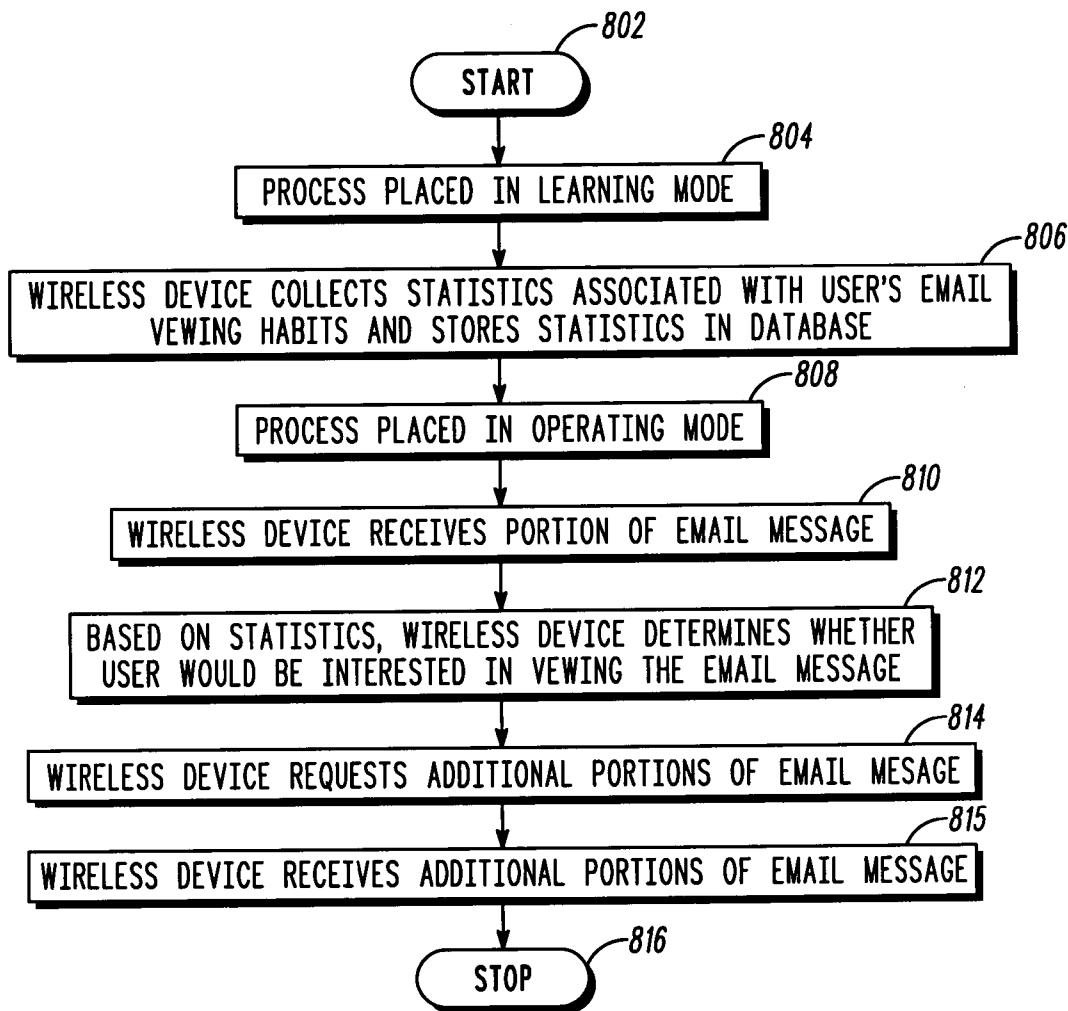 802
START
804
PROCESS PLACED IN LEARNING MODE
806
WIRELESS DEVICE COLLECTS STATISTICS ASSOCIATED WITH USER'S EMAIL
VEWING HABITS AND STORES STATISTICS IN DATABASE
808
PROCESS PLACED IN OPERATING MODE
810
WIRELESS DEVICE RECEIVES PORTION OF EMAIL MESSAGE
812
BASED ON STATISTICS, WIRELESS DEVICE DETERMINES WHETHER
USER WOULD BE INTERESTED IN VEWING THE EMAIL MESSAGE
814
WIRELESS DEVICE REQUESTS ADDITIONAL PORTIONS OF EMAIL MESAGE
815
WIRELESS DEVICE RECEIVES ADDITIONAL PORTIONS OF EMAIL MESSAGE
816
STOP